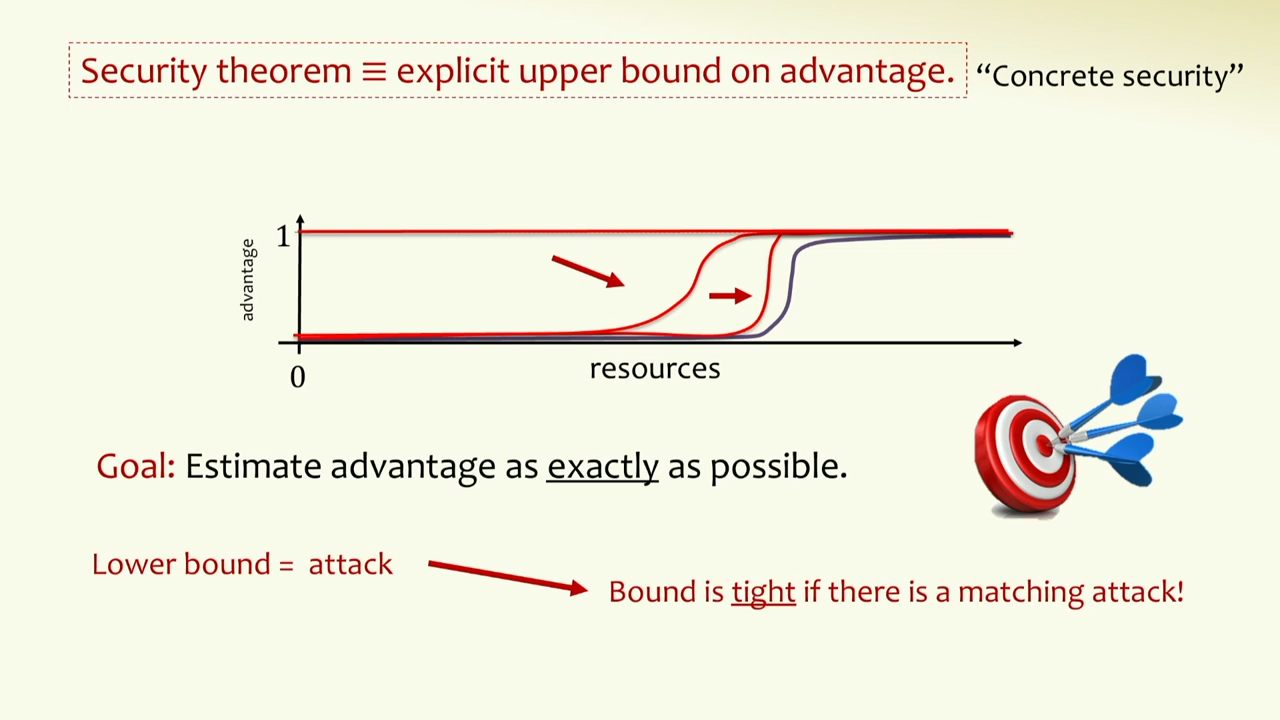 Security theorem ≡ explicit upper bound on advantage.
“Concrete security”
1
advantage
0
resources
Goal: Estimate advantage as exactly as possible.
Lower bound = attack
Bound is tight if there is a matching attack!